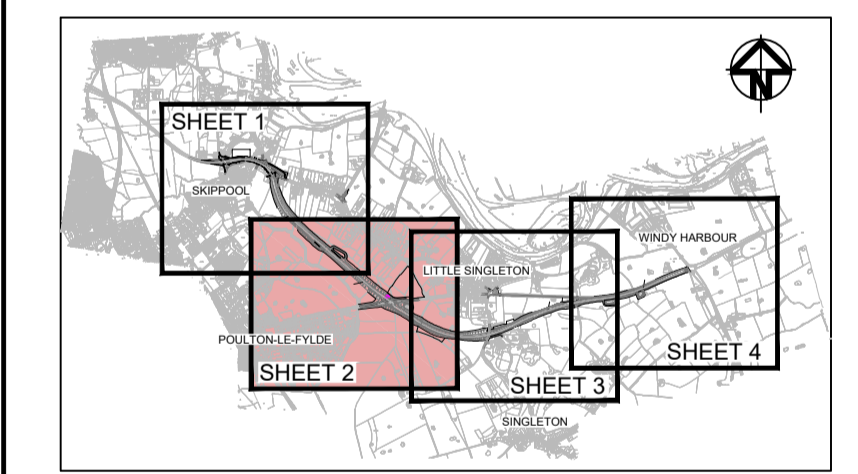 SHEET 1
N
SKIPPOOL
WINDY HARBOUR
LITTLE SINGLETON
POULTON-LE-FYLDE
SHEET 2
SHEET 3
SHEET 4
SINGLETON